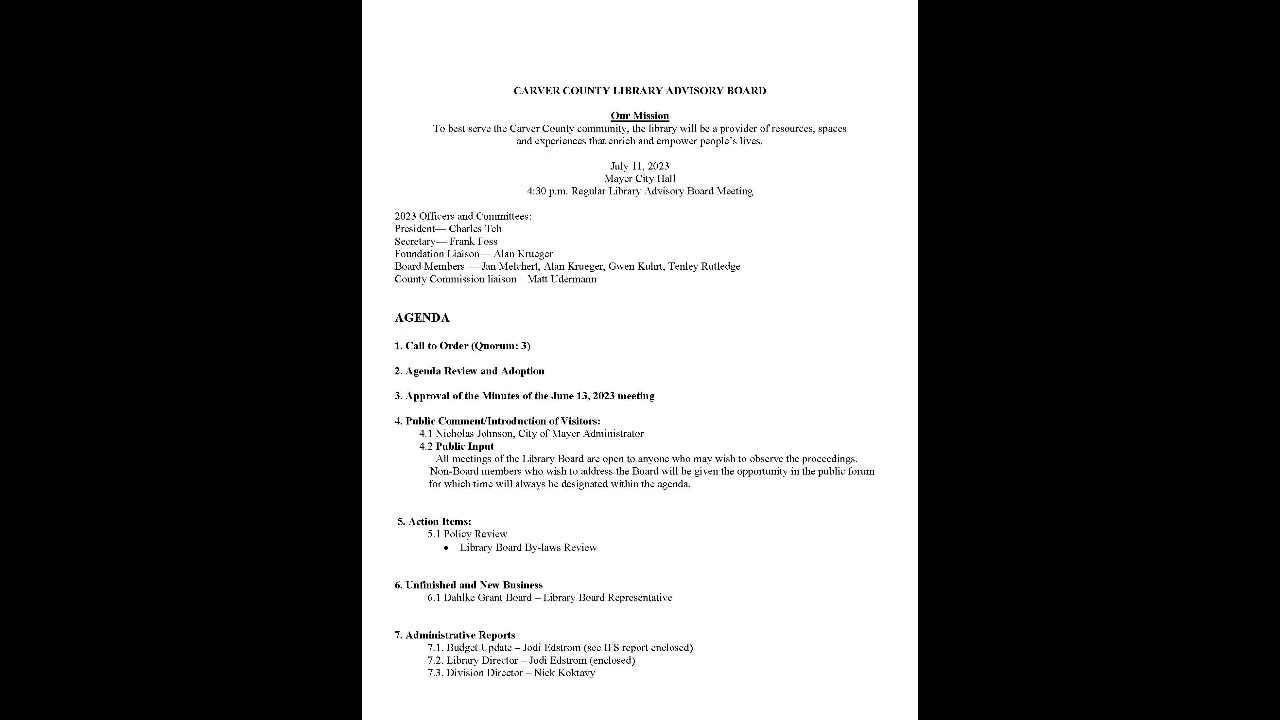 CARVER COUNTY LIBRARY ADVISORY BOARD
Our Mission
To best serve the Carver County community, the library will be a provider of resources, spaces
and experiences that enrich and empower people's lives.
July 11, 2023
Mayer City Hall
4:30 p.m. Regular Library Advisory Board Meeting
2023 Officers and Committees:
President— Charles Teh
Secretary— Frank Foss
Foundation Liaison— Alan Krueger
Board Members — Jan Melchert, Alan Krueger, Gwen Kuhrt, Tenley Rutledge
County Commission liaison – Matt Udermann
AGENDA
1. Call to Order (Quorum: 3)
2. Agenda Review and Adoption
3. Approval of the Minutes of the June 13, 2023 meeting
4. Public Comment/Introduction of Visitors:
4.1 Nicholas Johnson, City of Mayer Administrator
4.2 Public Input
All meetings of the Library Board are open to anyone who may wish to observe the proceedings.
Non-Board members who wish to address the Board will be given the opportunity in the public forum
for which time will always be designated within the agenda.
5. Action Items:
5.1 Policy Review
• Library Board By-laws Review
6. Unfinished and New Business
6.1 Dahlke Grant Board – Library Board Representative
7. Administrative Reports
7.1. Budget Update – Jodi Edstrom (see IFS report enclosed)
7.2. Library Director – Jodi Edstrom (enclosed)
7.3. Division Director – Nick Koktavy